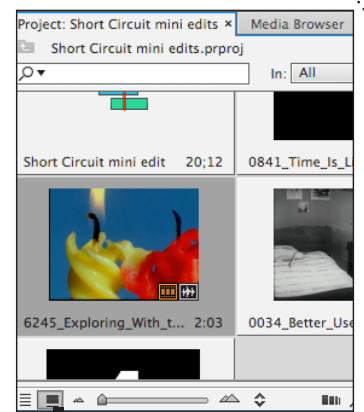 Project: Short Circuit mini edits × Media Browser
Short Circuit mini edits.prproj
In: All
Short Circuit mini edit 20;12 0841_Time_Is_Li
6245_Exploring_With_t... 2:03 0034_Better_Use